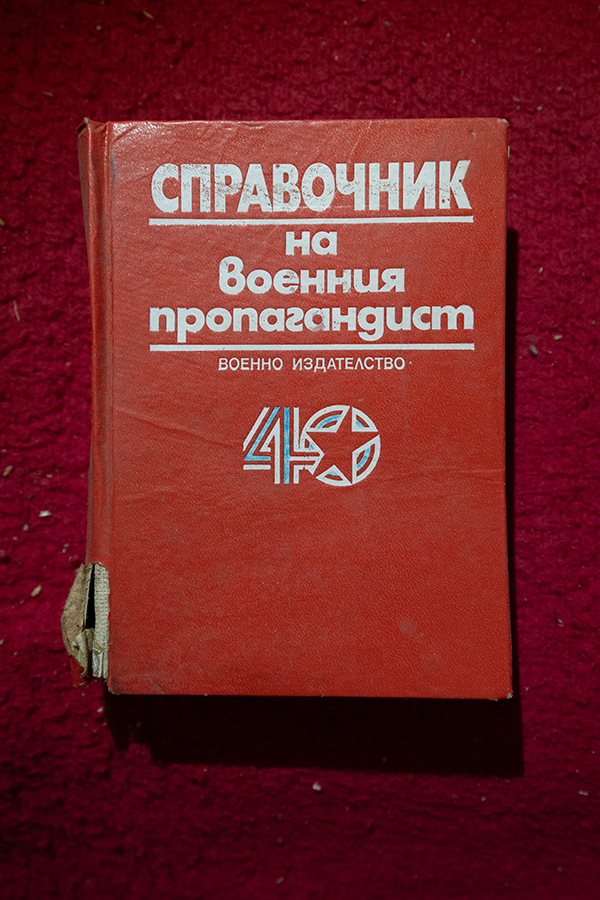 СПРАВОЧНИК
на
военния
пропагандист
ВОЕННО ИЗДАТЕЛСТВО
40